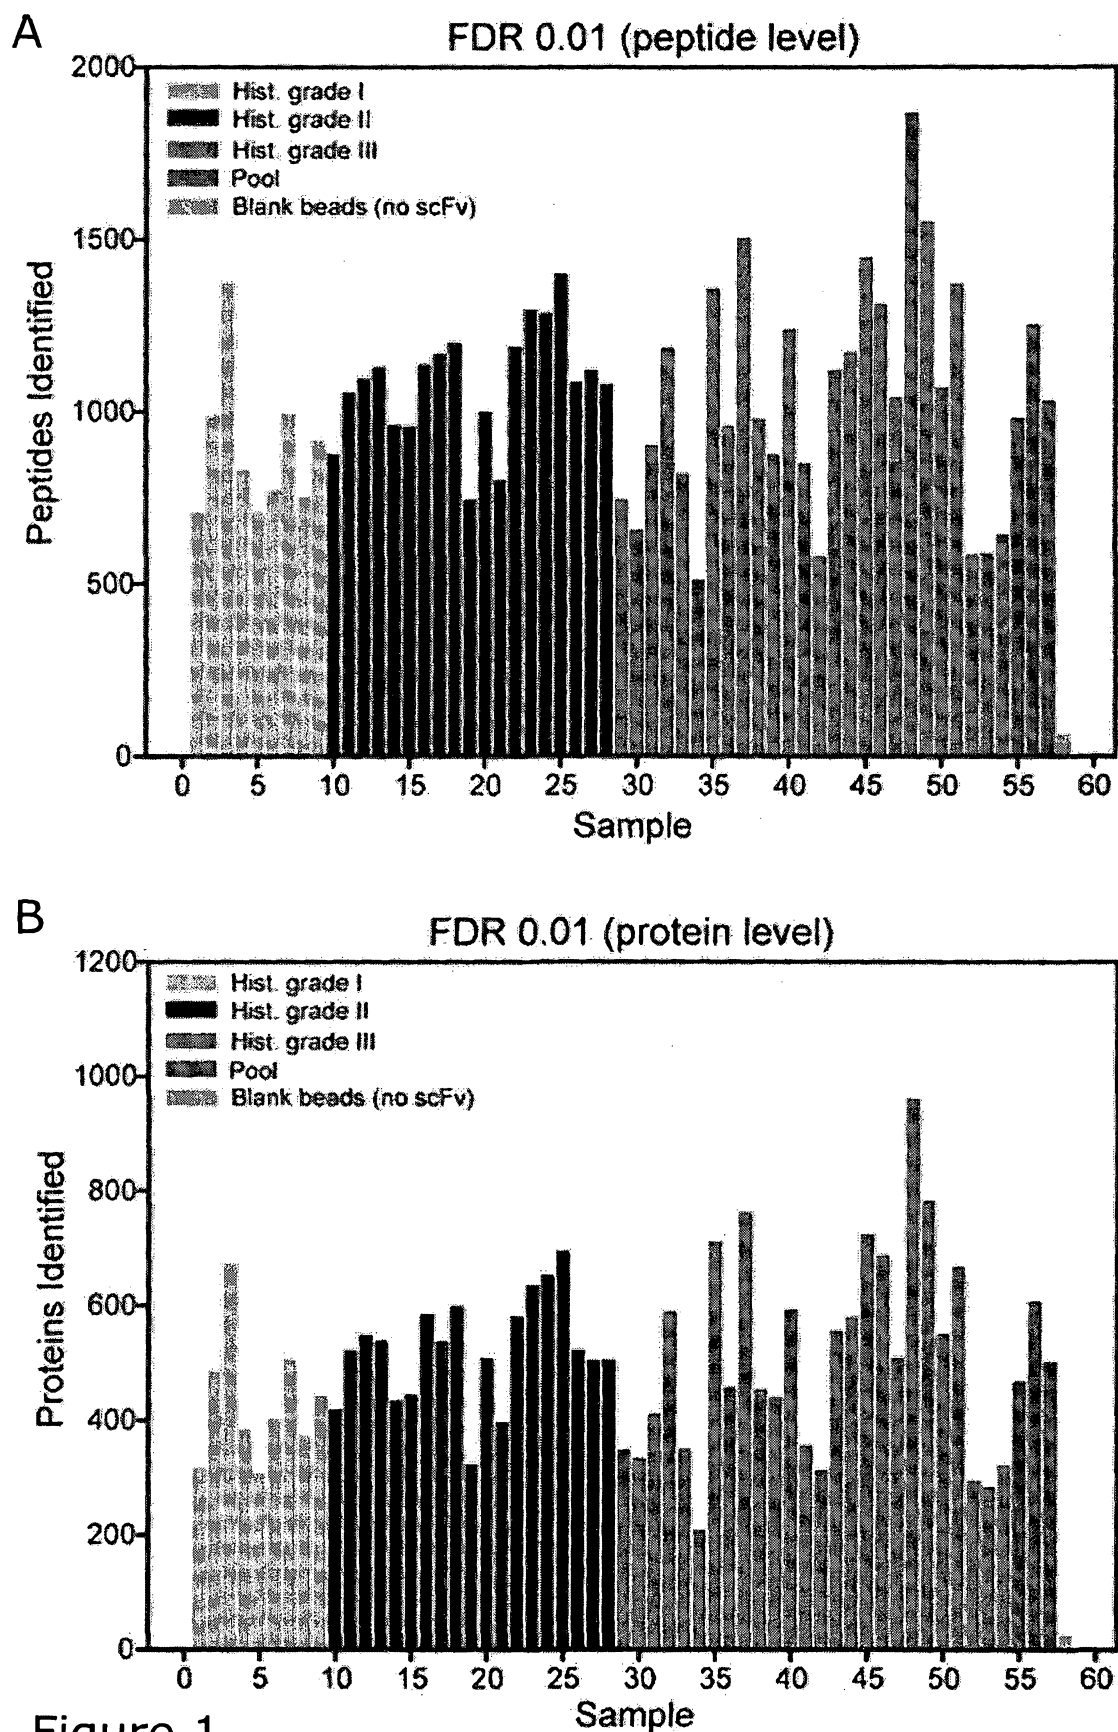 A
FDR 0.01 (peptide level)
2000
1500
1000
500
0
Peptides Identified
Hist. grade I
Hist. grade II
Hist. grade III
Pool
Blank beads (no scFv)
0 5 10 15 20 25 30 35 40 45 50 55 60
Sample
B
FDR 0.01 (protein level)
1200
1000
800
600
400
200
0
Proteins Identified
Hist. grade I
Hist. grade II
Hist. grade III
Pool
Blank beads (no scFv)
0 5 10 15 20 25 30 35 40 45 50 55 60
Sample
Figure 1